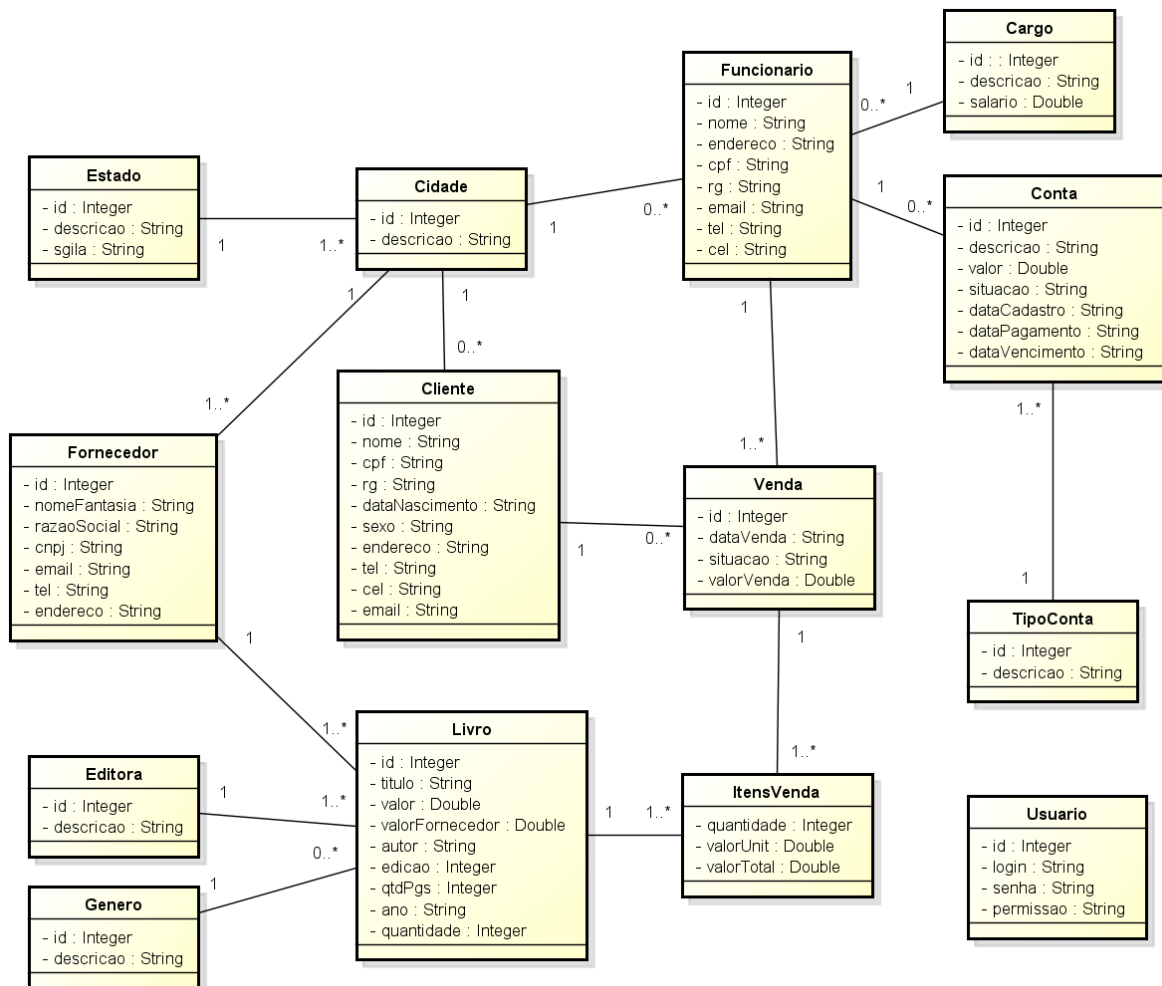 Cargo
- id : : Integer
- descricao : String
- salario : Double
Funcionario
- id : Integer
- nome : String
- endereco : String
- cpf : String
- rg : String
- email : String
- tel : String
- cel : String
1
0..*
Estado
- id : Integer
- descricao : String
- sgila : String
Cidade
- id : Integer
- descricao : String
1
1..*
1
0..*
1
0..*
Conta
- id : Integer
- descricao : String
- valor : Double
- situacao : String
- dataCadastro : String
- dataPagamento : String
- dataVencimento : String
1
1..*
1
0..*
1
1..*
1..*
1
Fornecedor
- id : Integer
- nomeFantasia : String
- razaoSocial : String
- cnpj : String
- email : String
- tel : String
- endereco : String
Cliente
- id : Integer
- nome : String
- cpf : String
- rg : String
- dataNascimento : String
- sexo : String
- endereco : String
- tel : String
- cel : String
- email : String
Venda
- id : Integer
- dataVenda : String
- situacao : String
- valorVenda : Double
1
0..*
TipoConta
- id : Integer
- descricao : String
1
1..*
1
1..*
Editora
- id : Integer
- descricao : String
1
1..*
Livro
- id : Integer
- titulo : String
- valor : Double
- valorFornecedor : Double
- autor : String
- edicao : Integer
- qtdPgs : Integer
- ano : String
- quantidade : Integer
1
1..*
ItensVenda
- quantidade : Integer
- valorUnit : Double
- valorTotal : Double
Usuario
- id : Integer
- login : String
- senha : String
- permissao : String
0..*
1
Genero
- id : Integer
- descricao : String